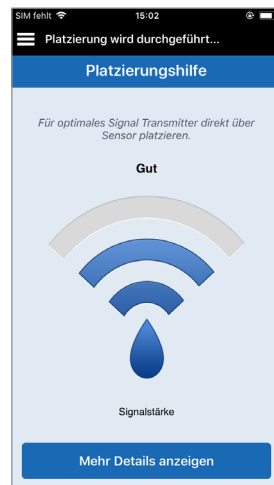 SIM fehlt 15:02
Platzierung wird durchgeführt...
Platzierungshilfe
Für optimales Signal Transmitter direkt über
Sensor platzieren.
Gut
Signalstärke
Mehr Details anzeigen